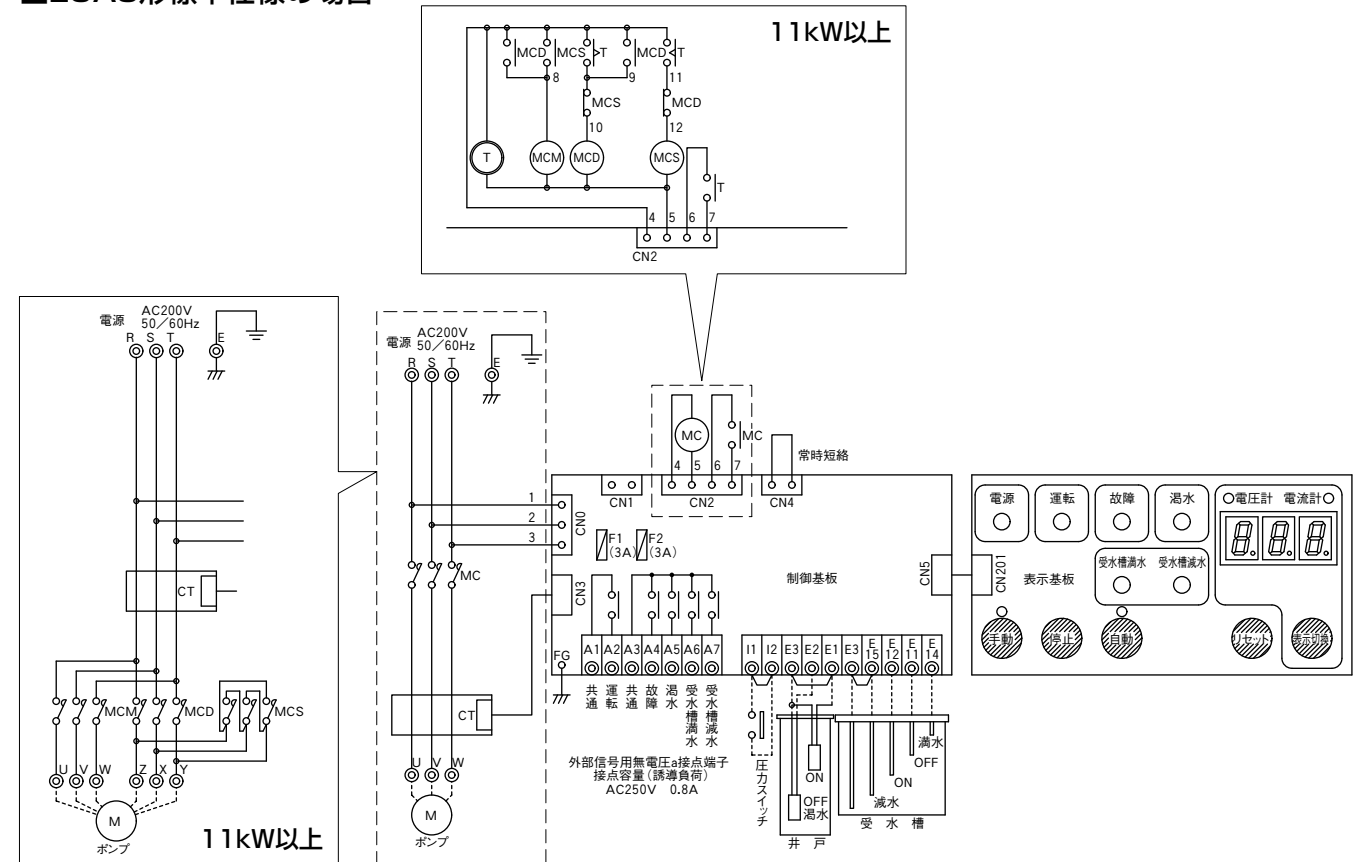 11kW以上
MCD MCS T MCD T
8 9 11
MCS MCD
10 12
T MCM MCD MCS
T
4 5 6 7
CN2
電源 AC200V
50／60Hz
R S T E
CT
MCM MCD MCS
U V W Z X Y
M
ポンプ
11kW以上
電源 AC200V
50／60Hz
R S T E
MC
CT
U V W
M
ポンプ
MC MC
4 5 6 7
常時短絡
CN1 CN2 CN4
1
2
3
CN0
F1 F2
(3A) (3A)
CN3
制御基板
CN5
FG
A1 A2 A3 A4 A5 A6 A7
共通 運転 共通 故障 渇水 受水槽満水 受水槽減水
外部信号用無電圧a接点端子
接点容量（誘導負荷）
AC250V 0.8A
I1 I2 E3 E2 E1 E3 E15 E12 E11 E14
圧力スイッチ
ON
OFF
渇水
井戸
満水
OFF
ON
減水
受水槽
CN201
表示基板
電源 運転 故障 渇水
電圧計 電流計
8.8.8.
受水槽満水 受水槽減水
手動 停止 自動 リセット 表示切換